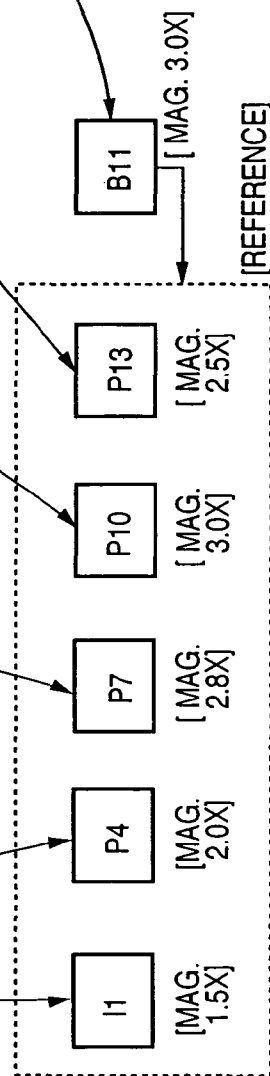 I1
[MAG.
1.5X]
P4
[MAG.
2.0X]
P7
[ MAG.
2.8X]
P10
[ MAG.
3.0X]
P13
[ MAG.
2.5X]
B11
[ MAG. 3.0X]
[REFERENCE]